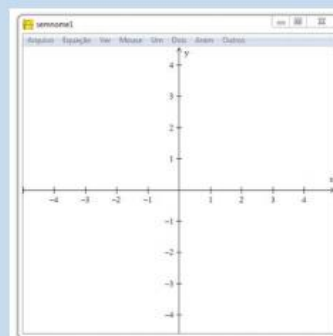 semnome1
Arquivo Equação Ver Mouse Um Dois Anim Outros
y
4
3
2
1
x
-4 -3 -2 -1 1 2 3 4
-1
-2
-3
-4